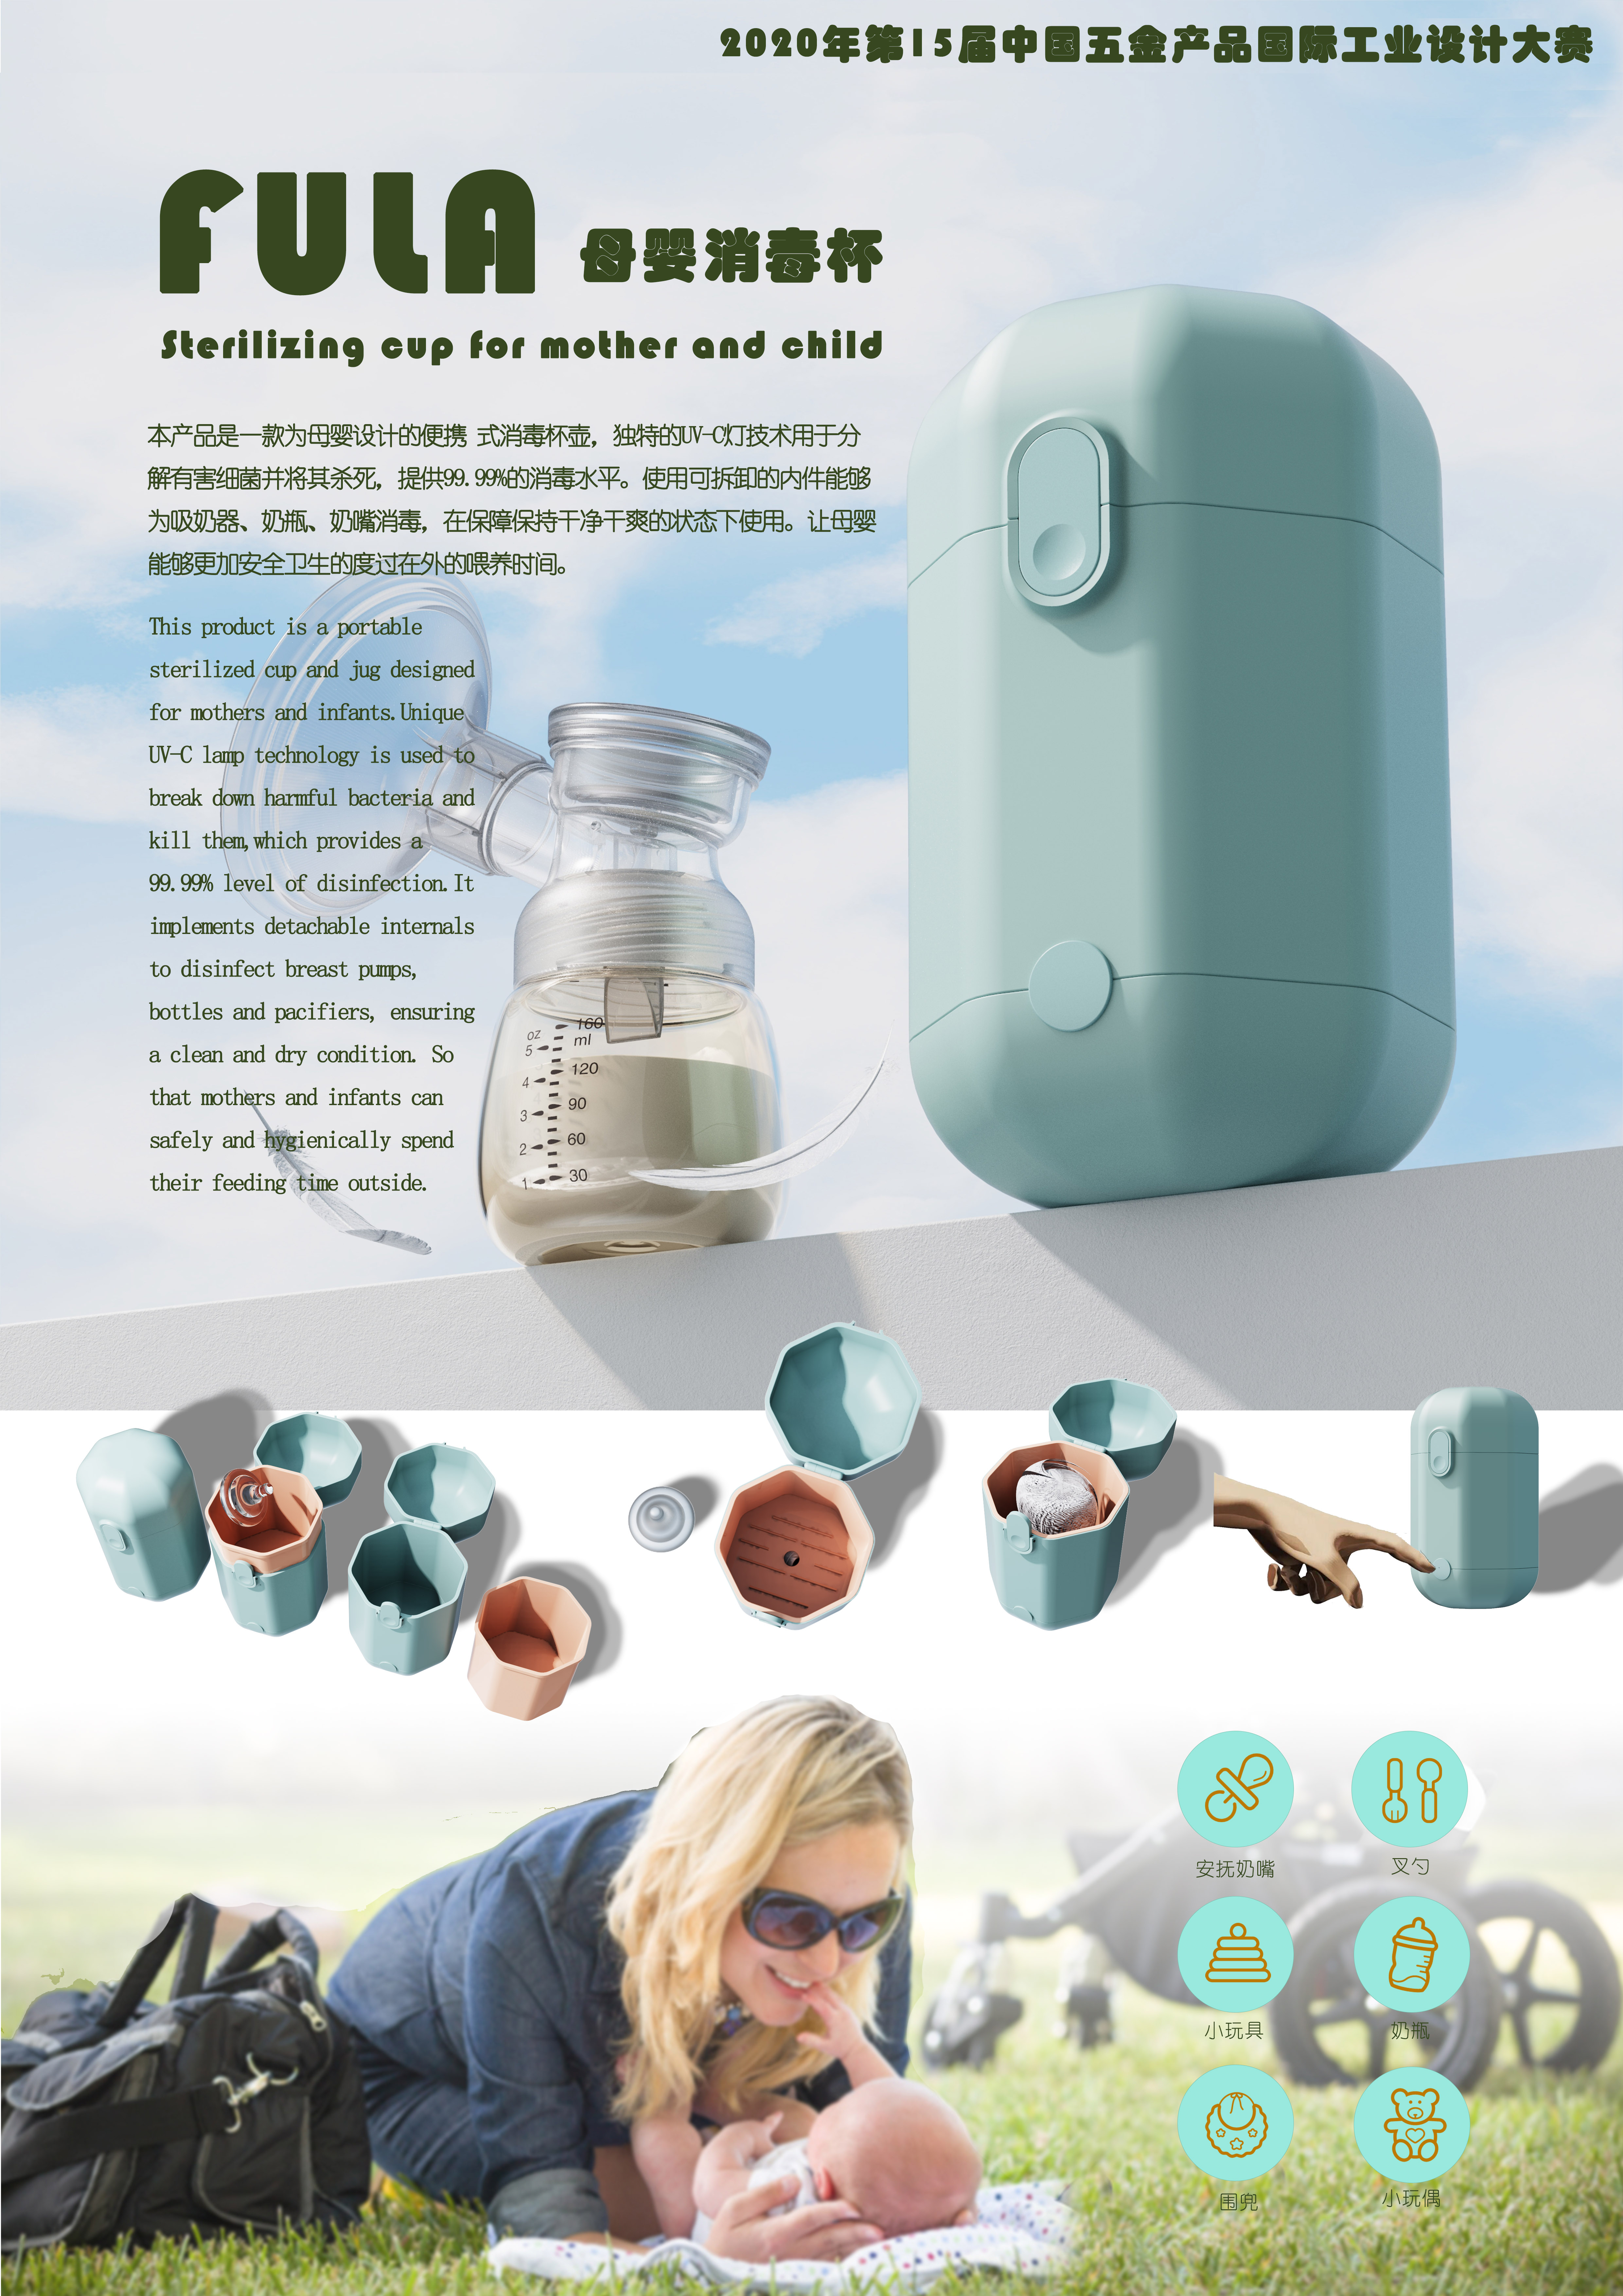 2020年第15届中国五金产品国际工业设计大赛
FULA 母婴消毒杯
Sterilizing cup for mother and child
本产品是一款为母婴设计的便携 式消毒杯壶，独特的UV-C灯技术用于分
解有害细菌并将其杀死，提供99.99%的消毒水平。使用可拆卸的内件能够
为吸奶器、奶瓶、奶嘴消毒，在保障保持干净干爽的状态下使用。让母婴
能够更加安全卫生的度过在外的喂养时间。
This product is a portable
sterilized cup and jug designed
for mothers and infants.Unique
UV-C lamp technology is used to
break down harmful bacteria and
kill them,which provides a
99.99% level of disinfection.It
implements detachable internals
to disinfect breast pumps,
bottles and pacifiers, ensuring
a clean and dry condition. So
that mothers and infants can
safely and hygienically spend
their feeding time outside.
oz 160
5 ml
4 120
3 90
2 60
1 30
安抚奶嘴 叉勺
小玩具 奶瓶
围兜 小玩偶